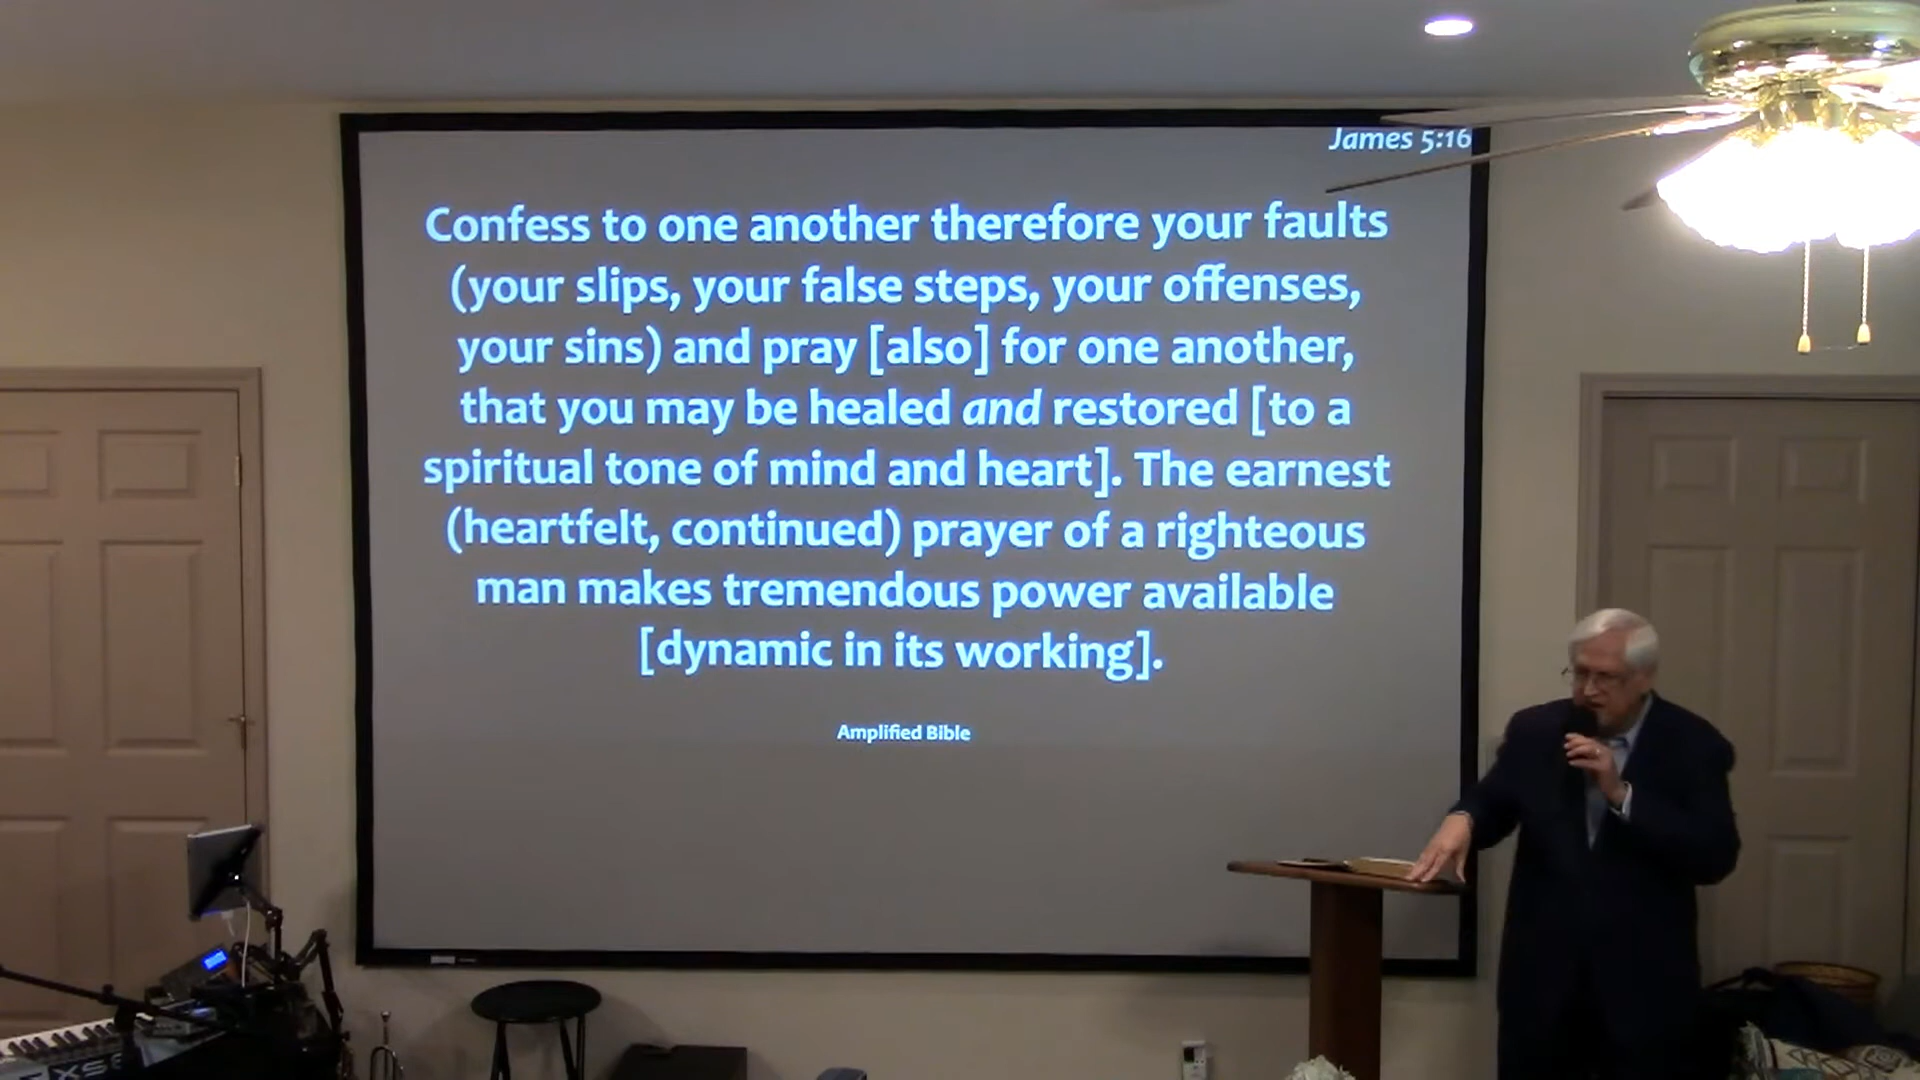 James 5:16
Confess to one another therefore your faults
(your slips, your false steps, your offenses,
your sins) and pray [also] for one another,
that you may be healed and restored [to a
spiritual tone of mind and heart]. The earnest
(heartfelt, continued) prayer of a righteous
man makes tremendous power available
[dynamic in its working].
Amplified Bible